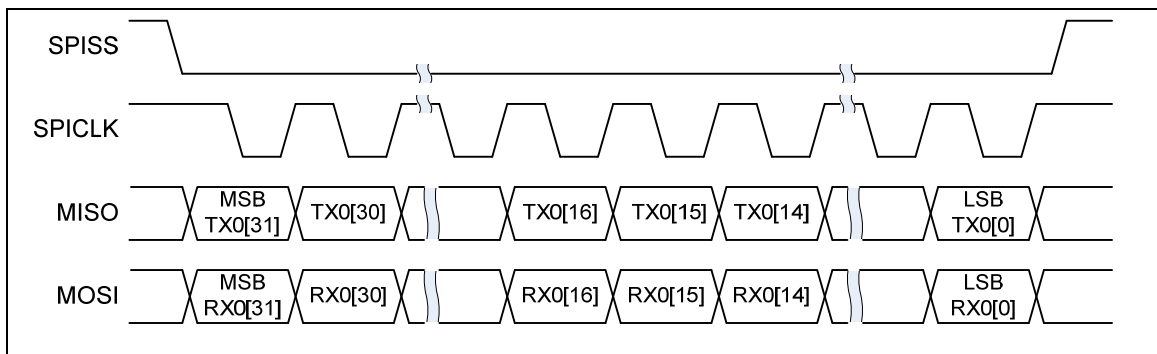 SPISS
SPICLK
MISO
MSB
TX0[31]
TX0[30]
TX0[16]
TX0[15]
TX0[14]
LSB
TX0[0]
MOSI
MSB
RX0[31]
RX0[30]
RX0[16]
RX0[15]
RX0[14]
LSB
RX0[0]